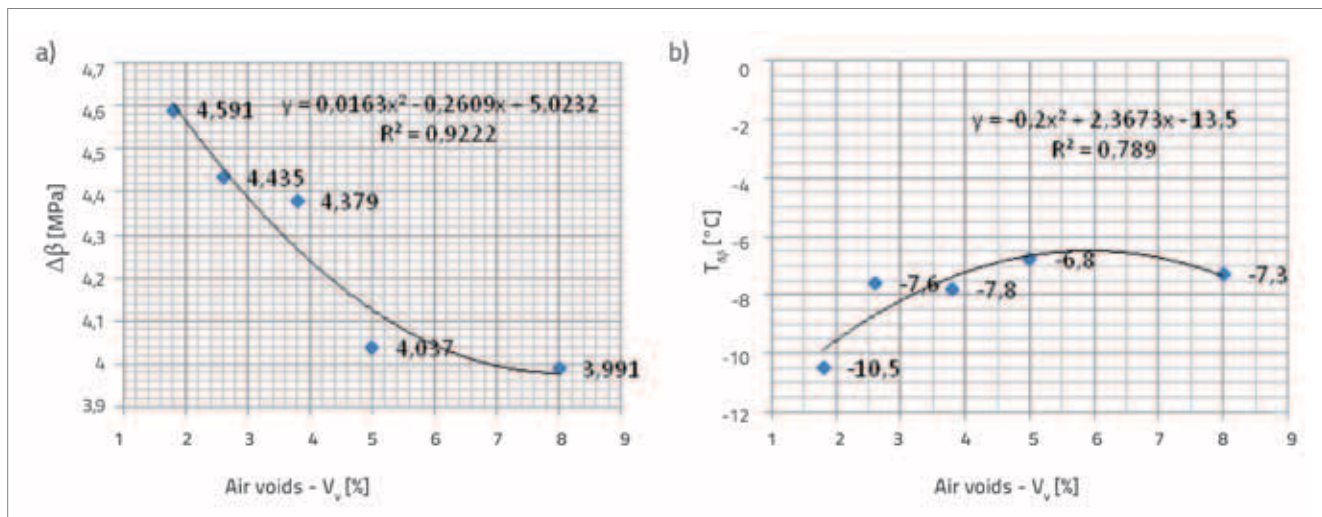 a)
4,7
4,6
4,5
4,4
4,3
4,2
4,1
4
3,9
Δβ [MPa]
y = 0,0163x² - 0,2609x + 5,0232
R² = 0,9222
4,591
4,435
4,379
4,037
3,991
1 2 3 4 5 6 7 8 9
Air voids - Vᵥ [%]
b)
0
-2
-4
-6
-8
-10
-12
T_Δβ [°C]
y = -0,2x² + 2,3673x - 13,5
R² = 0,789
-7,6
-7,8
-6,8
-7,3
-10,5
1 2 3 4 5 6 7 8 9
Air voids - Vᵥ [%]